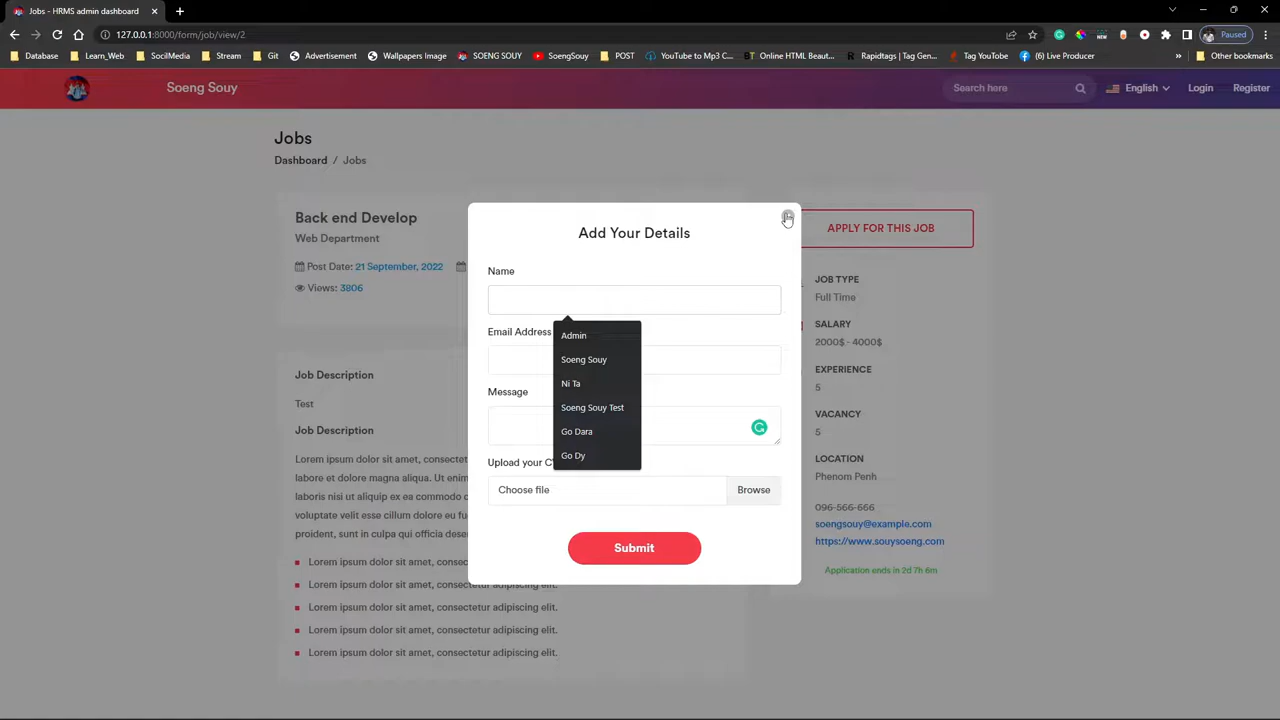 Jobs - HRMS admin dashboard
127.0.0.1:8000/form/job/view/2
Paused
Database
Learn_Web
SocilMedia
Stream
Git
Advertisement
Wallpapers Image
SOENG SOUY
SoengSouy
POST
YouTube to Mp3 C...
Online HTML Beaut...
Rapidtags | Tag Gen...
Tag YouTube
(6) Live Producer
»
Other bookmarks
Soeng Souy
Search here
English
Login
Register
Jobs
Dashboard / Jobs
Back end Develop
Web Department
Post Date: 21 September, 2022
Views: 3806
Job Description
Test
Job Description
Lorem ipsum dolor sit amet, consectetur
labore et dolore magna aliqua.
laboris nisi ut aliquip ex ea commodo c
voluptate velit esse cillum dolore eu
proident, sunt in culpa qui officia deser
Lorem ipsum dolor sit amet, c
Lorem ipsum dolor sit amet, consectetur adipiscing elit.
Lorem ipsum dolor sit amet, consectetur adipiscing elit.
Lorem ipsum dolor sit amet, consectetur adipiscing elit.
Lorem ipsum dolor sit amet, consectetur adipiscing elit.
Add Your Details
Name
Email Address
Message
Upload your C
Choose file
Browse
Submit
Admin
Soeng Souy
Ni Ta
Soeng Souy Test
Go Dara
Go Dy
APPLY FOR THIS JOB
JOB TYPE
Full Time
SALARY
2000$ - 4000$
EXPERIENCE
5
VACANCY
5
LOCATION
Phenom Penh
096-566-666
soengsouy@example.com
https://www.souysoeng.com
Application ends in 2d 7h 6m